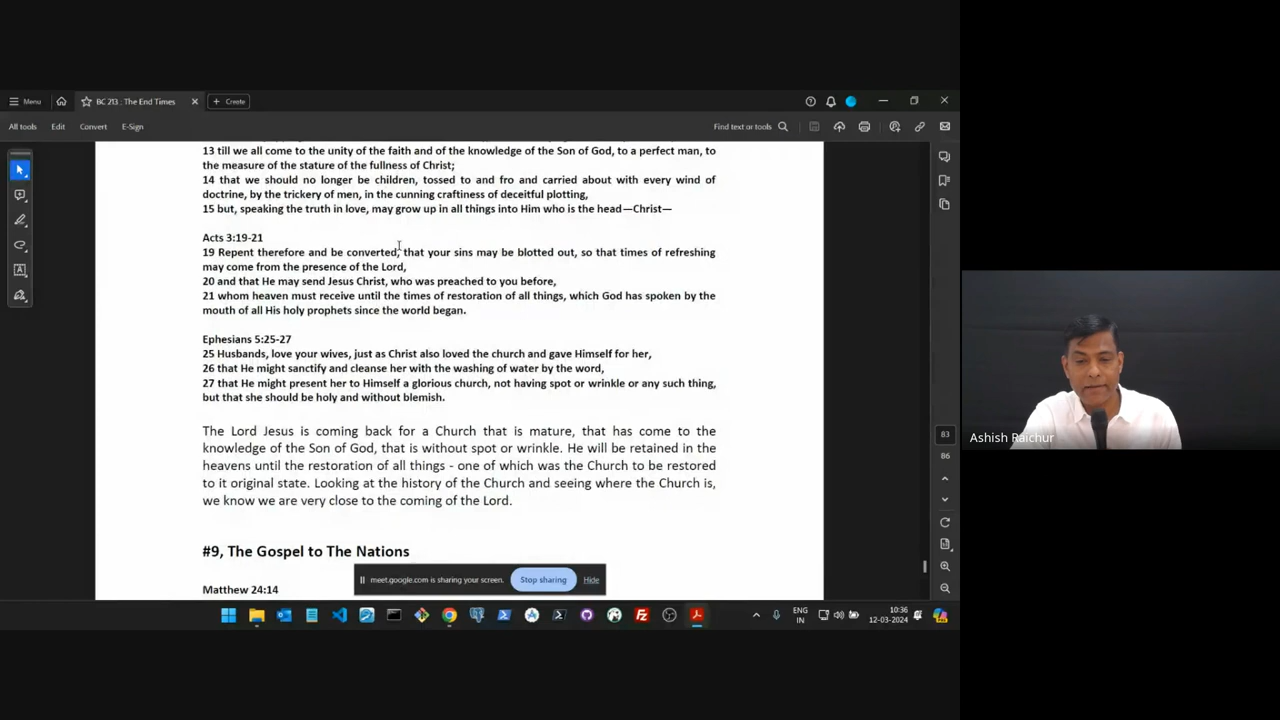 Menu
BC 213 : The End Times
Create
All tools
Edit
Convert
E-Sign
Find text or tools
13 till we all come to the unity of the faith and of the knowledge of the Son of God, to a perfect man, to
the measure of the stature of the fullness of Christ;
14 that we should no longer be children, tossed to and fro and carried about with every wind of
doctrine, by the trickery of men, in the cunning craftiness of deceitful plotting,
15 but, speaking the truth in love, may grow up in all things into Him who is the head—Christ—
Acts 3:19-21
19 Repent therefore and be converted, that your sins may be blotted out, so that times of refreshing
may come from the presence of the Lord,
20 and that He may send Jesus Christ, who was preached to you before,
21 whom heaven must receive until the times of restoration of all things, which God has spoken by the
mouth of all His holy prophets since the world began.
Ephesians 5:25-27
25 Husbands, love your wives, just as Christ also loved the church and gave Himself for her,
26 that He might sanctify and cleanse her with the washing of water by the word,
27 that He might present her to Himself a glorious church, not having spot or wrinkle or any such thing,
but that she should be holy and without blemish.
The Lord Jesus is coming back for a Church that is mature, that has come to the
knowledge of the Son of God, that is without spot or wrinkle. He will be retained in the
heavens until the restoration of all things - one of which was the Church to be restored
to it original state. Looking at the history of the Church and seeing where the Church is,
we know we are very close to the coming of the Lord.
#9, The Gospel to The Nations
Matthew 24:14
83
86
meet.google.com is sharing your screen.
Stop sharing
Hide
ENG
IN
10:36
12-03-2024
Ashish Raichur